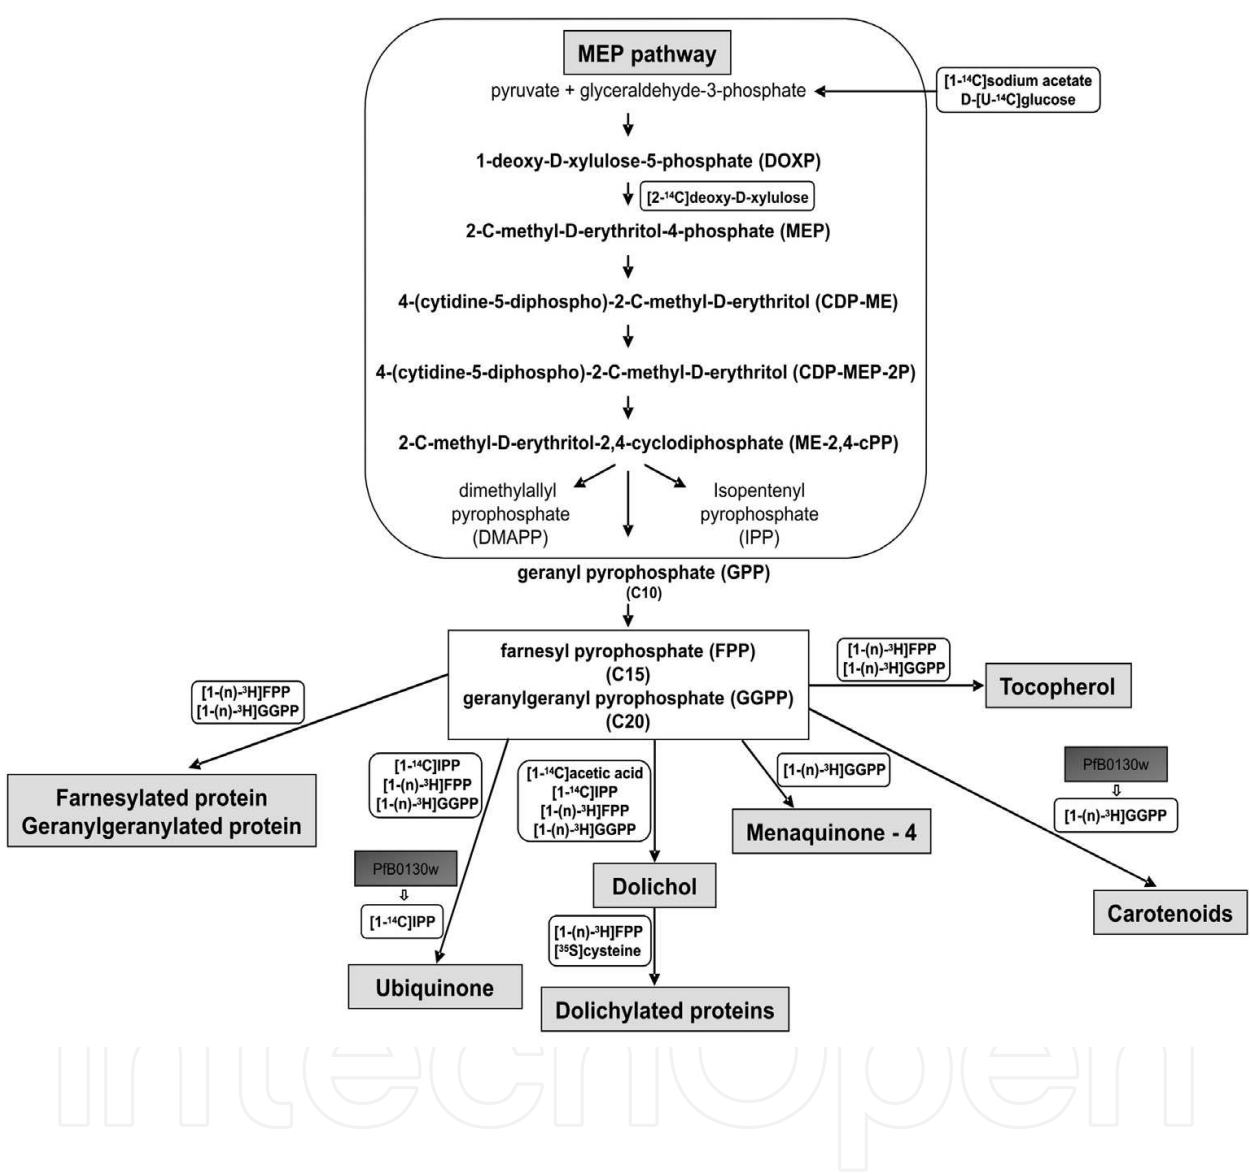 MEP pathway
pyruvate + glyceraldehyde-3-phosphate
[1-¹⁴C]sodium acetate
D-[U-¹⁴C]glucose
1-deoxy-D-xylulose-5-phosphate (DOXP)
[2-¹⁴C]deoxy-D-xylulose
2-C-methyl-D-erythritol-4-phosphate (MEP)
4-(cytidine-5-diphospho)-2-C-methyl-D-erythritol (CDP-ME)
4-(cytidine-5-diphospho)-2-C-methyl-D-erythritol (CDP-MEP-2P)
2-C-methyl-D-erythritol-2,4-cyclodiphosphate (ME-2,4-cPP)
dimethylallyl
pyrophosphate
(DMAPP)
Isopentenyl
pyrophosphate
(IPP)
geranyl pyrophosphate (GPP)
(C10)
farnesyl pyrophosphate (FPP)
(C15)
geranylgeranyl pyrophosphate (GGPP)
(C20)
[1-(n)-³H]FPP
[1-(n)-³H]GGPP
Tocopherol
[1-(n)-³H]FPP
[1-(n)-³H]GGPP
Farnesylated protein
Geranylgeranylated protein
[1-¹⁴C]IPP
[1-(n)-³H]FPP
[1-(n)-³H]GGPP
PfB0130w
[1-¹⁴C]IPP
Ubiquinone
[1-¹⁴C]acetic acid
[1-¹⁴C]IPP
[1-(n)-³H]FPP
[1-(n)-³H]GGPP
Dolichol
[1-(n)-³H]FPP
[³⁵S]cysteine
Dolichylated proteins
[1-(n)-³H]GGPP
Menaquinone - 4
PfB0130w
[1-(n)-³H]GGPP
Carotenoids
intechopen